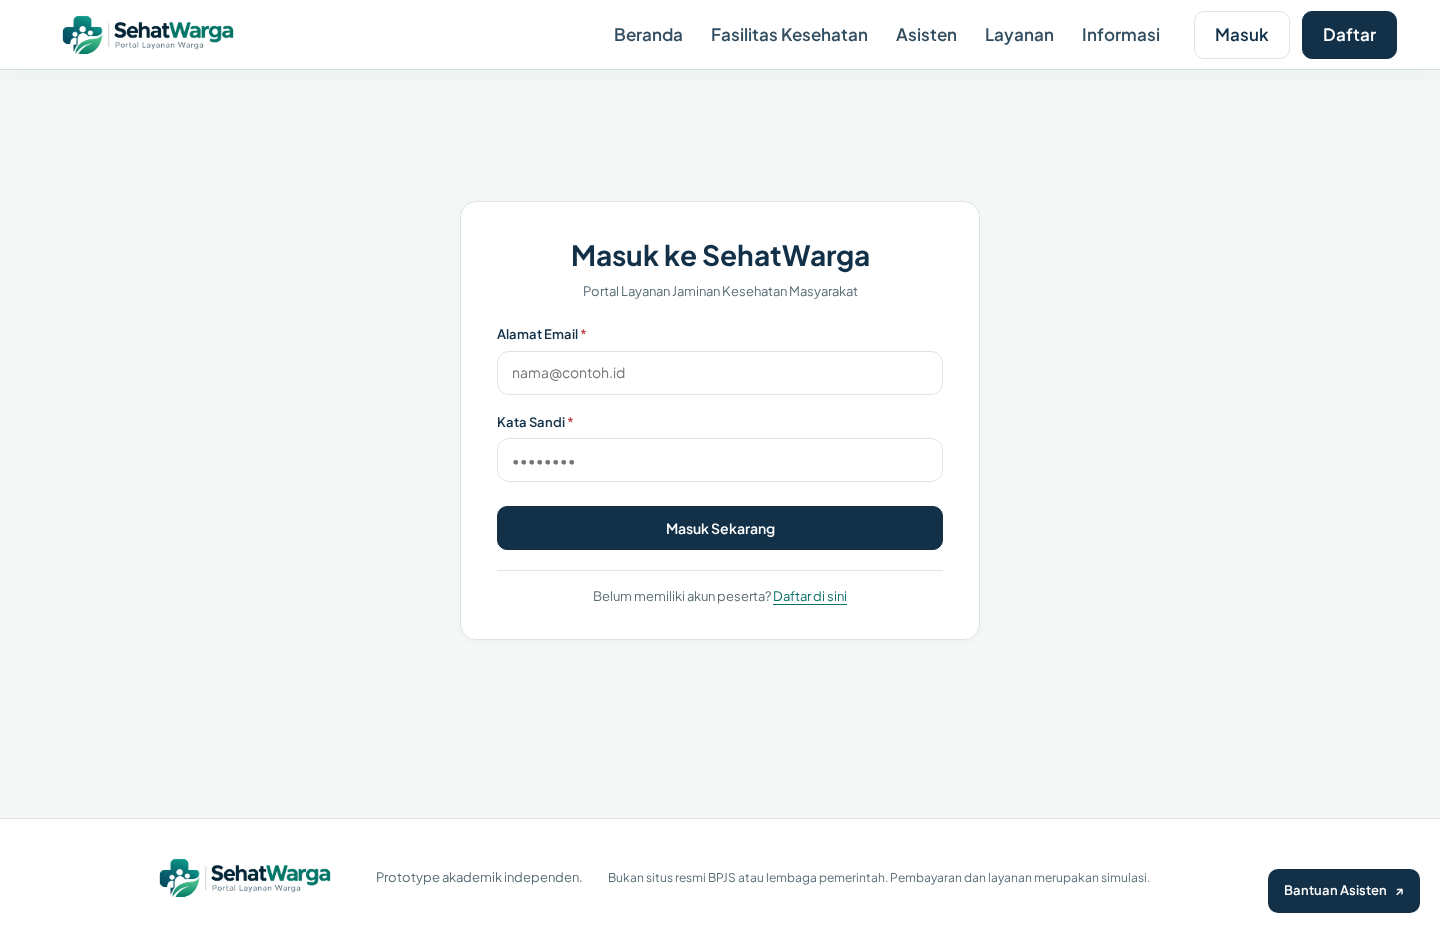 SehatWarga
Portal Layanan Warga
Beranda Fasilitas Kesehatan Asisten Layanan Informasi Masuk Daftar
Masuk ke SehatWarga
Portal Layanan Jaminan Kesehatan Masyarakat
Alamat Email *
nama@contoh.id
Kata Sandi *
••••••••
Masuk Sekarang
Belum memiliki akun peserta? Daftar di sini
SehatWarga
Portal Layanan Warga
Prototype akademik independen.
Bukan situs resmi BPJS atau lembaga pemerintah. Pembayaran dan layanan merupakan simulasi.
Bantuan Asisten ↗